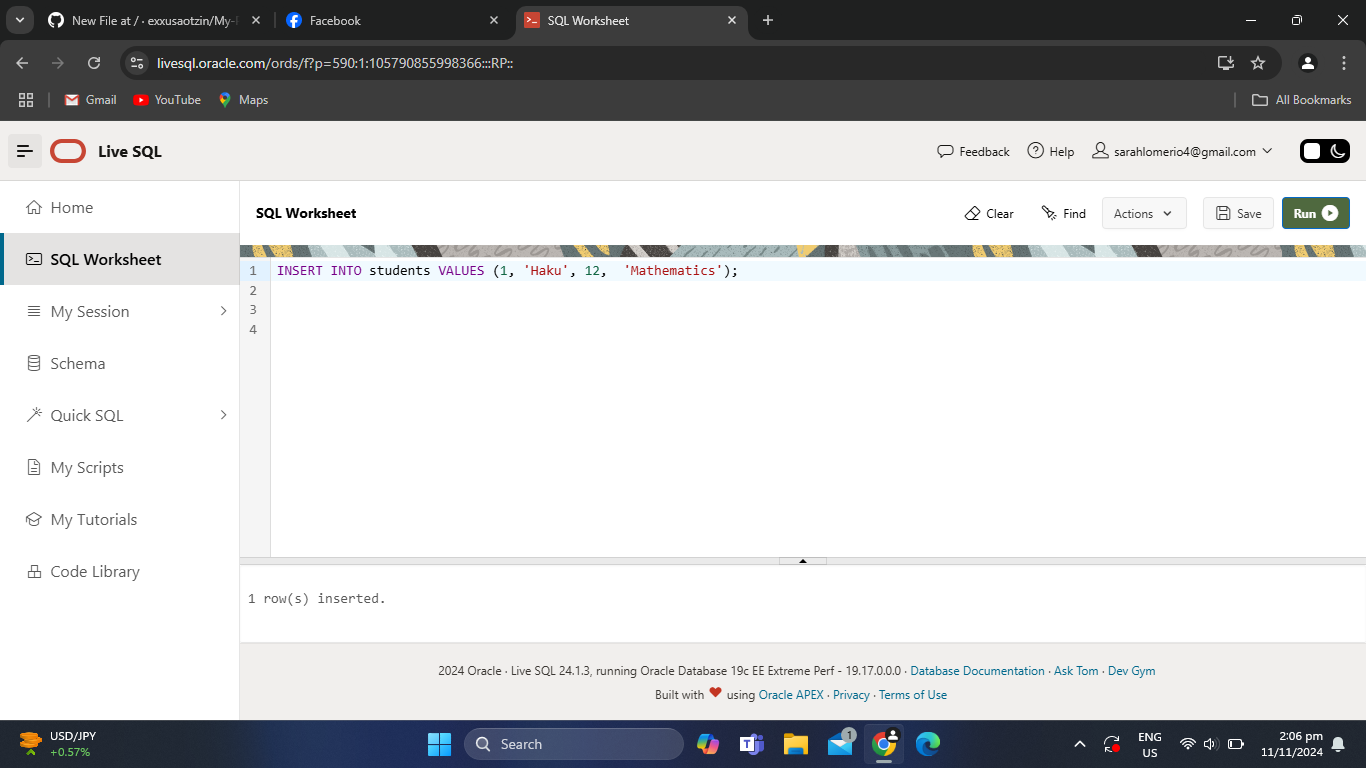 New File at / · exxusaotzin/My-
Facebook
SQL Worksheet
livesql.oracle.com/ords/f?p=590:1:105790855998366:::RP::
Gmail
YouTube
Maps
All Bookmarks
Live SQL
Feedback
Help
sarahlomerio4@gmail.com
Home
SQL Worksheet
My Session
Schema
Quick SQL
My Scripts
My Tutorials
Code Library
SQL Worksheet
Clear
Find
Actions
Save
Run
1 INSERT INTO students VALUES (1, 'Haku', 12,  'Mathematics');
2
3
4
1 row(s) inserted.
2024 Oracle · Live SQL 24.1.3, running Oracle Database 19c EE Extreme Perf - 19.17.0.0.0 · Database Documentation · Ask Tom · Dev Gym
Built with ❤ using Oracle APEX · Privacy · Terms of Use
USD/JPY
+0.57%
Search
1
ENG
US
2:06 pm
11/11/2024